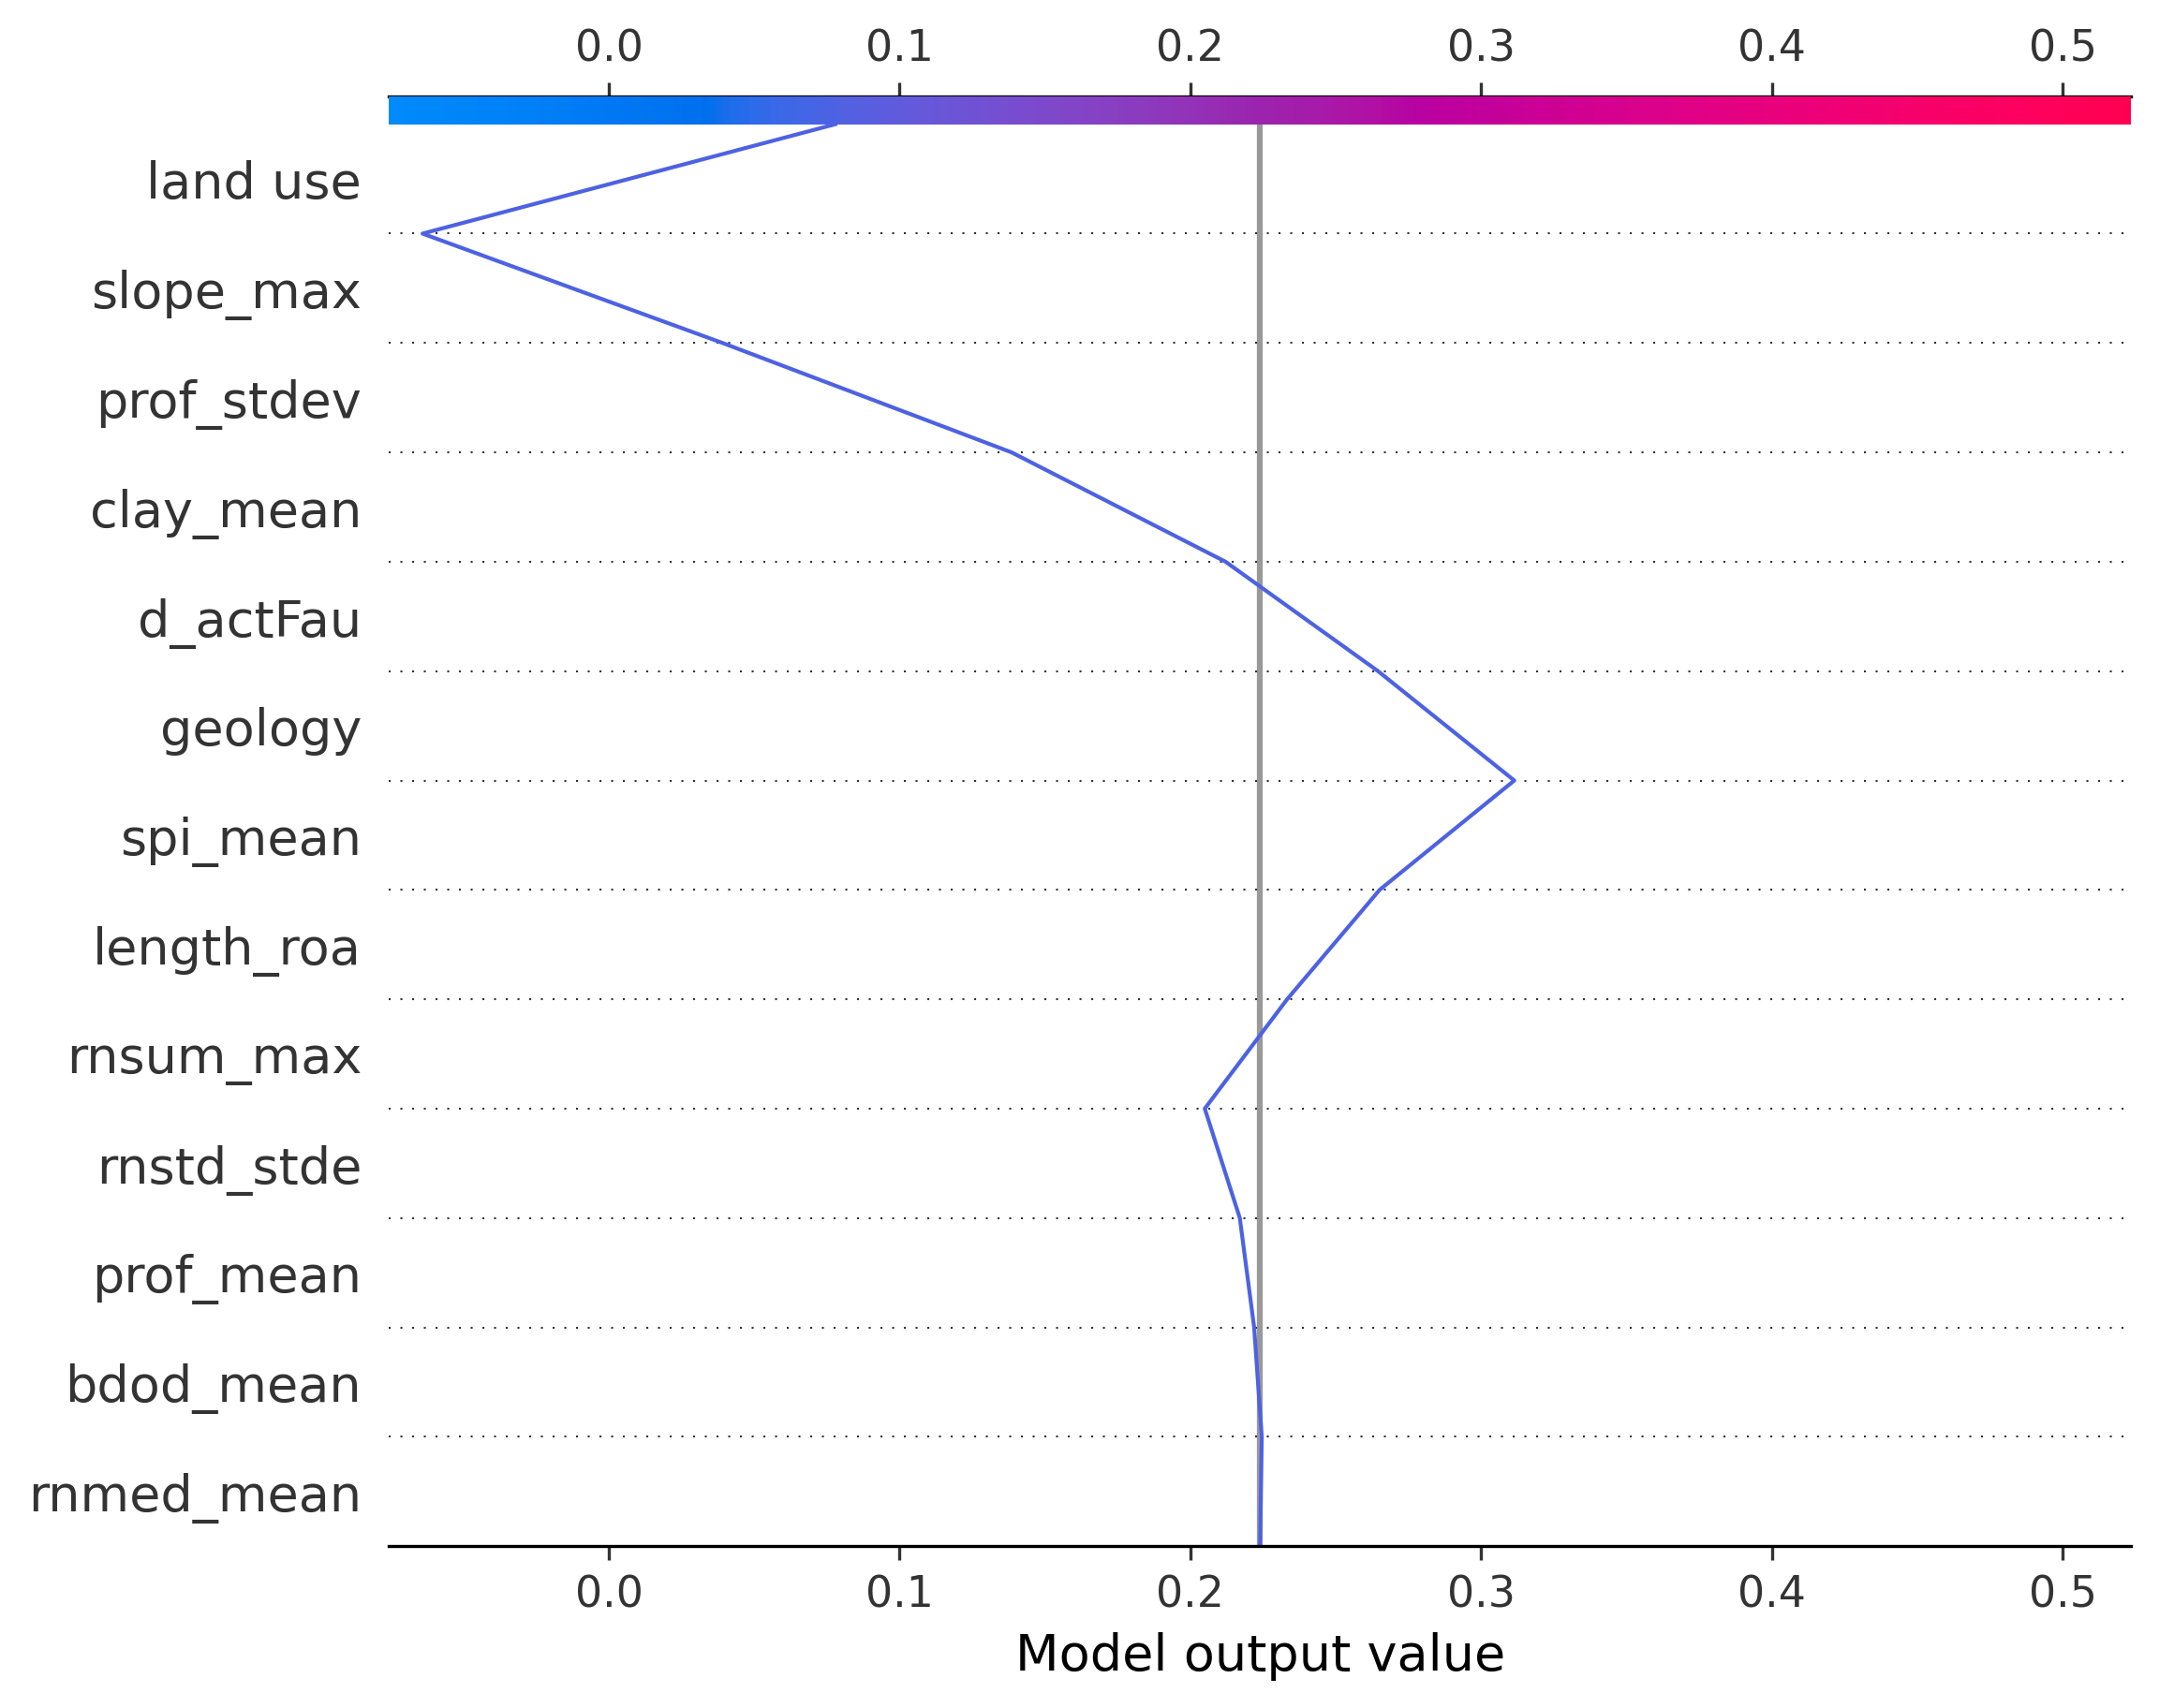 0.0 0.1 0.2 0.3 0.4 0.5
land use
slope_max
prof_stdev
clay_mean
d_actFau
geology
spi_mean
length_roa
rnsum_max
rnstd_stde
prof_mean
bdod_mean
rnmed_mean
0.0 0.1 0.2 0.3 0.4 0.5
Model output value